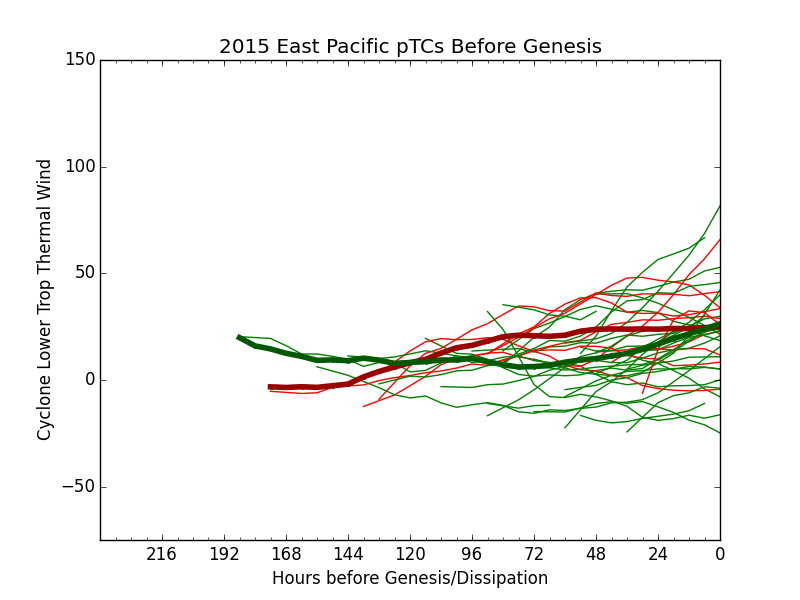 2015 East Pacific pTCs Before Genesis
150
100
50
0
−50
Cyclone Lower Trop Thermal Wind
216 192 168 144 120 96 72 48 24 0
Hours before Genesis/Dissipation